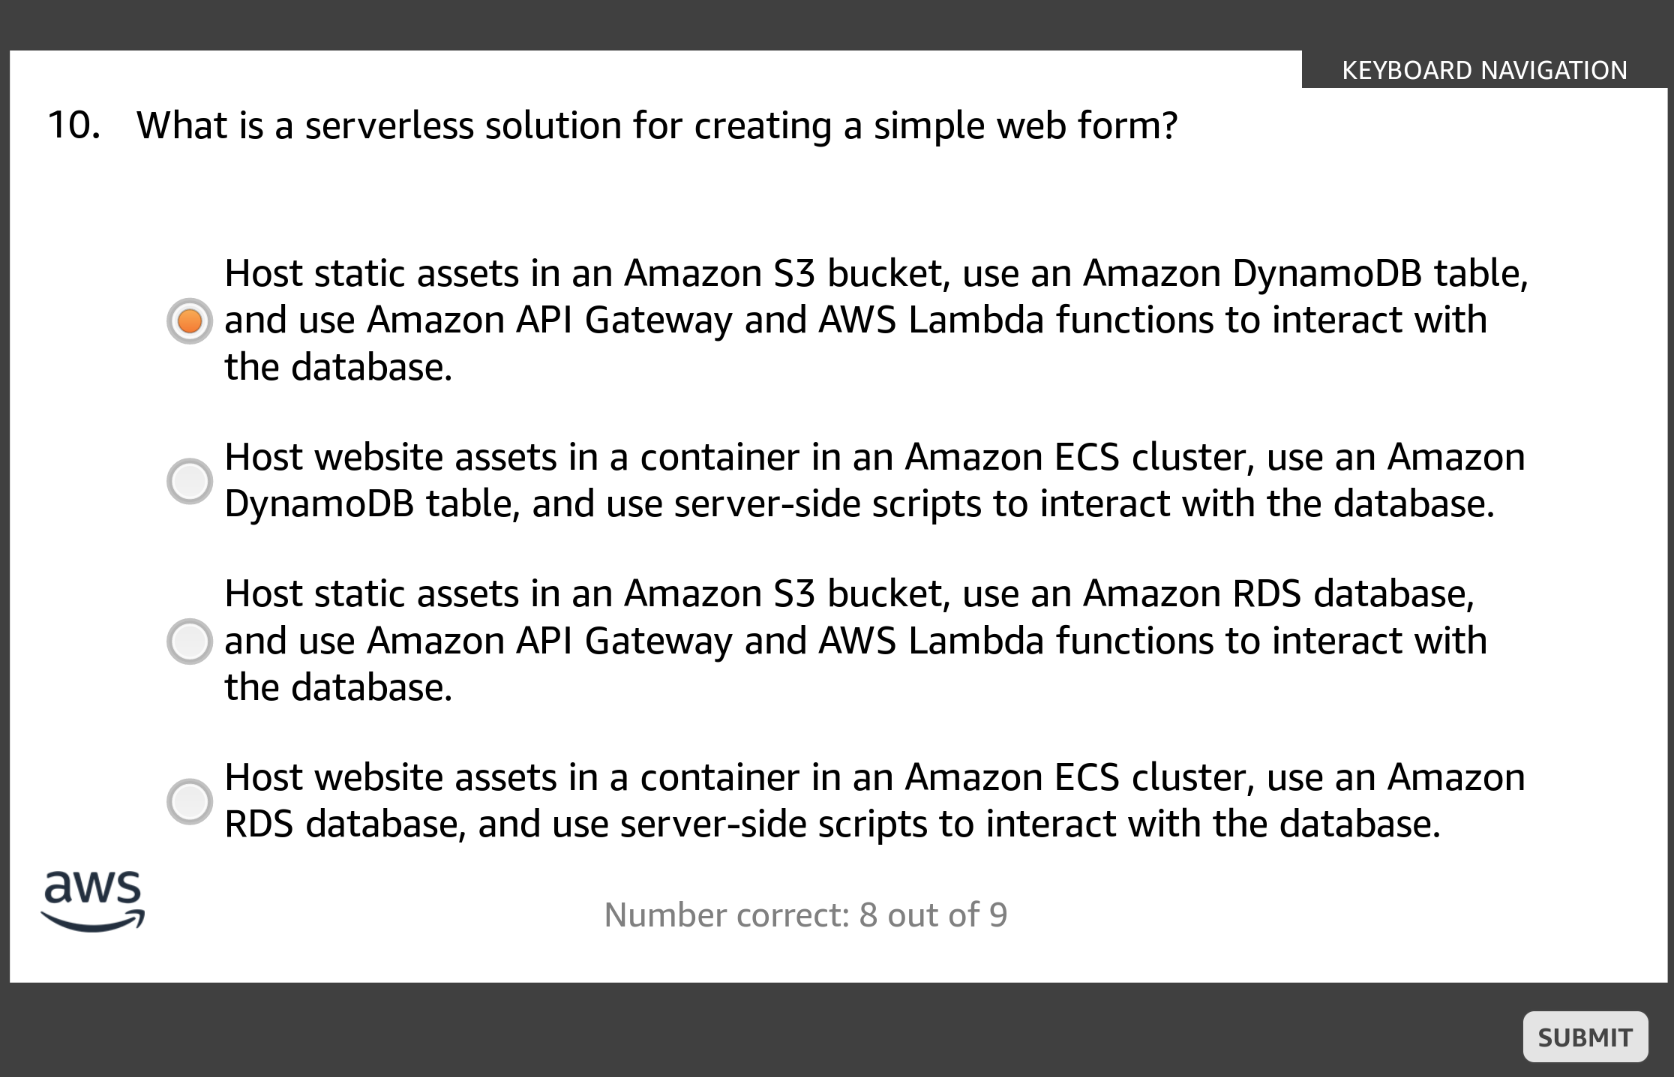 KEYBOARD NAVIGATION
10. What is a serverless solution for creating a simple web form?
Host static assets in an Amazon S3 bucket, use an Amazon DynamoDB table,
and use Amazon API Gateway and AWS Lambda functions to interact with
the database.
Host website assets in a container in an Amazon ECS cluster, use an Amazon
DynamoDB table, and use server-side scripts to interact with the database.
Host static assets in an Amazon S3 bucket, use an Amazon RDS database,
and use Amazon API Gateway and AWS Lambda functions to interact with
the database.
Host website assets in a container in an Amazon ECS cluster, use an Amazon
RDS database, and use server-side scripts to interact with the database.
aws
Number correct: 8 out of 9
SUBMIT